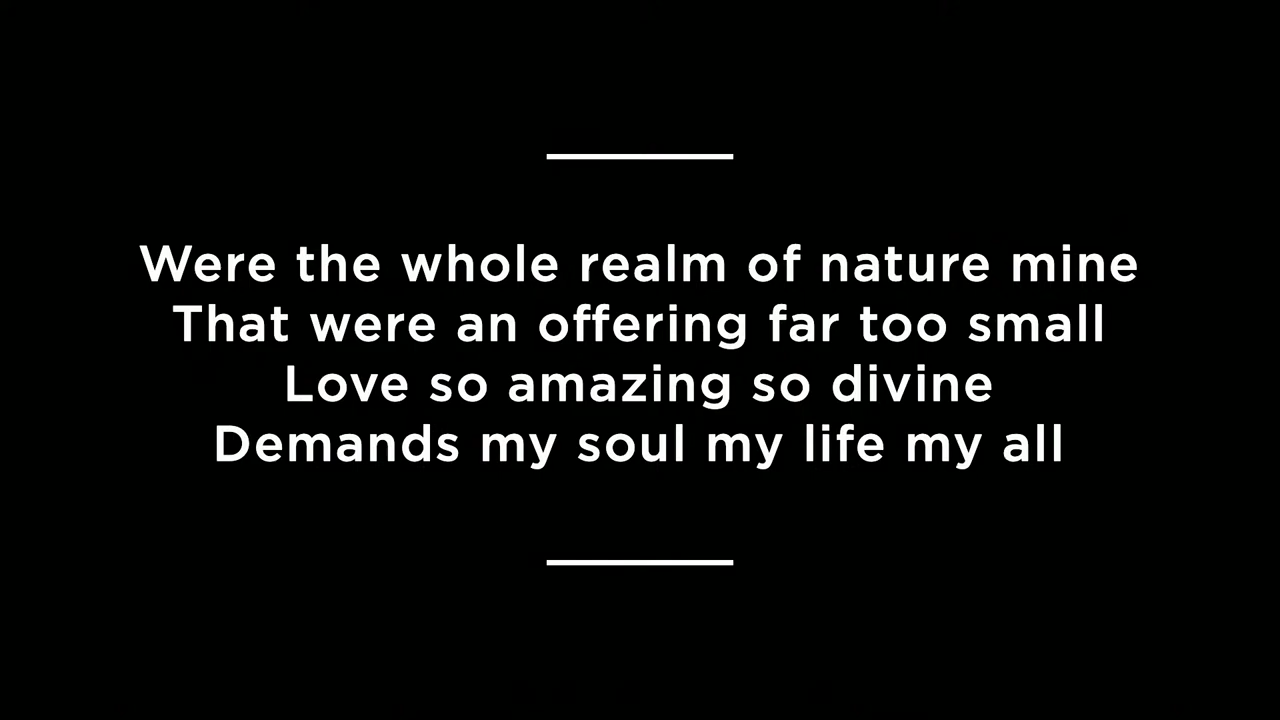 Were the whole realm of nature mine
That were an offering far too small
Love so amazing so divine
Demands my soul my life my all